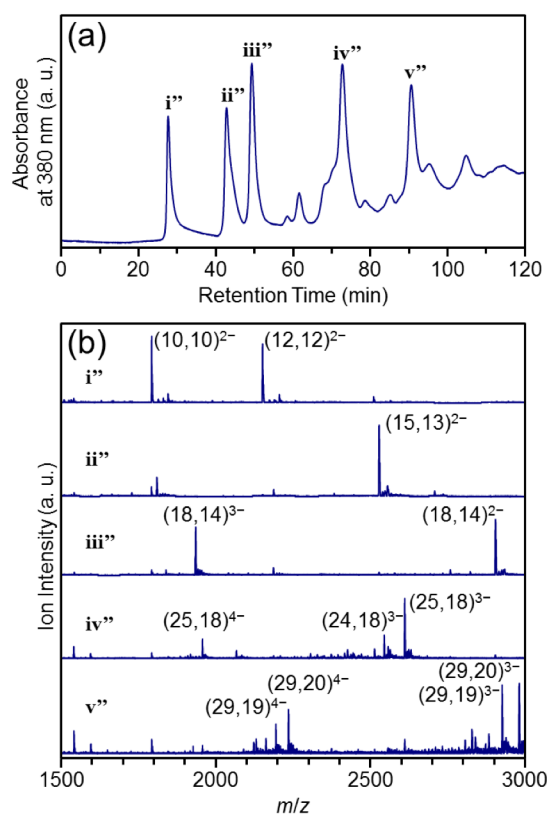 (a)
i” ii” iii” iv” v”
Absorbance
at 380 nm (a. u.)
0 20 40 60 80 100 120
Retention Time (min)
(b)
i”
(10,10)²⁻ (12,12)²⁻
ii”
(15,13)²⁻
iii”
(18,14)³⁻ (18,14)²⁻
iv”
(25,18)⁴⁻ (24,18)³⁻ (25,18)³⁻
v”
(29,19)⁴⁻ (29,20)⁴⁻ (29,19)³⁻ (29,20)³⁻
Ion Intensity (a. u.)
1500 2000 2500 3000
m/z